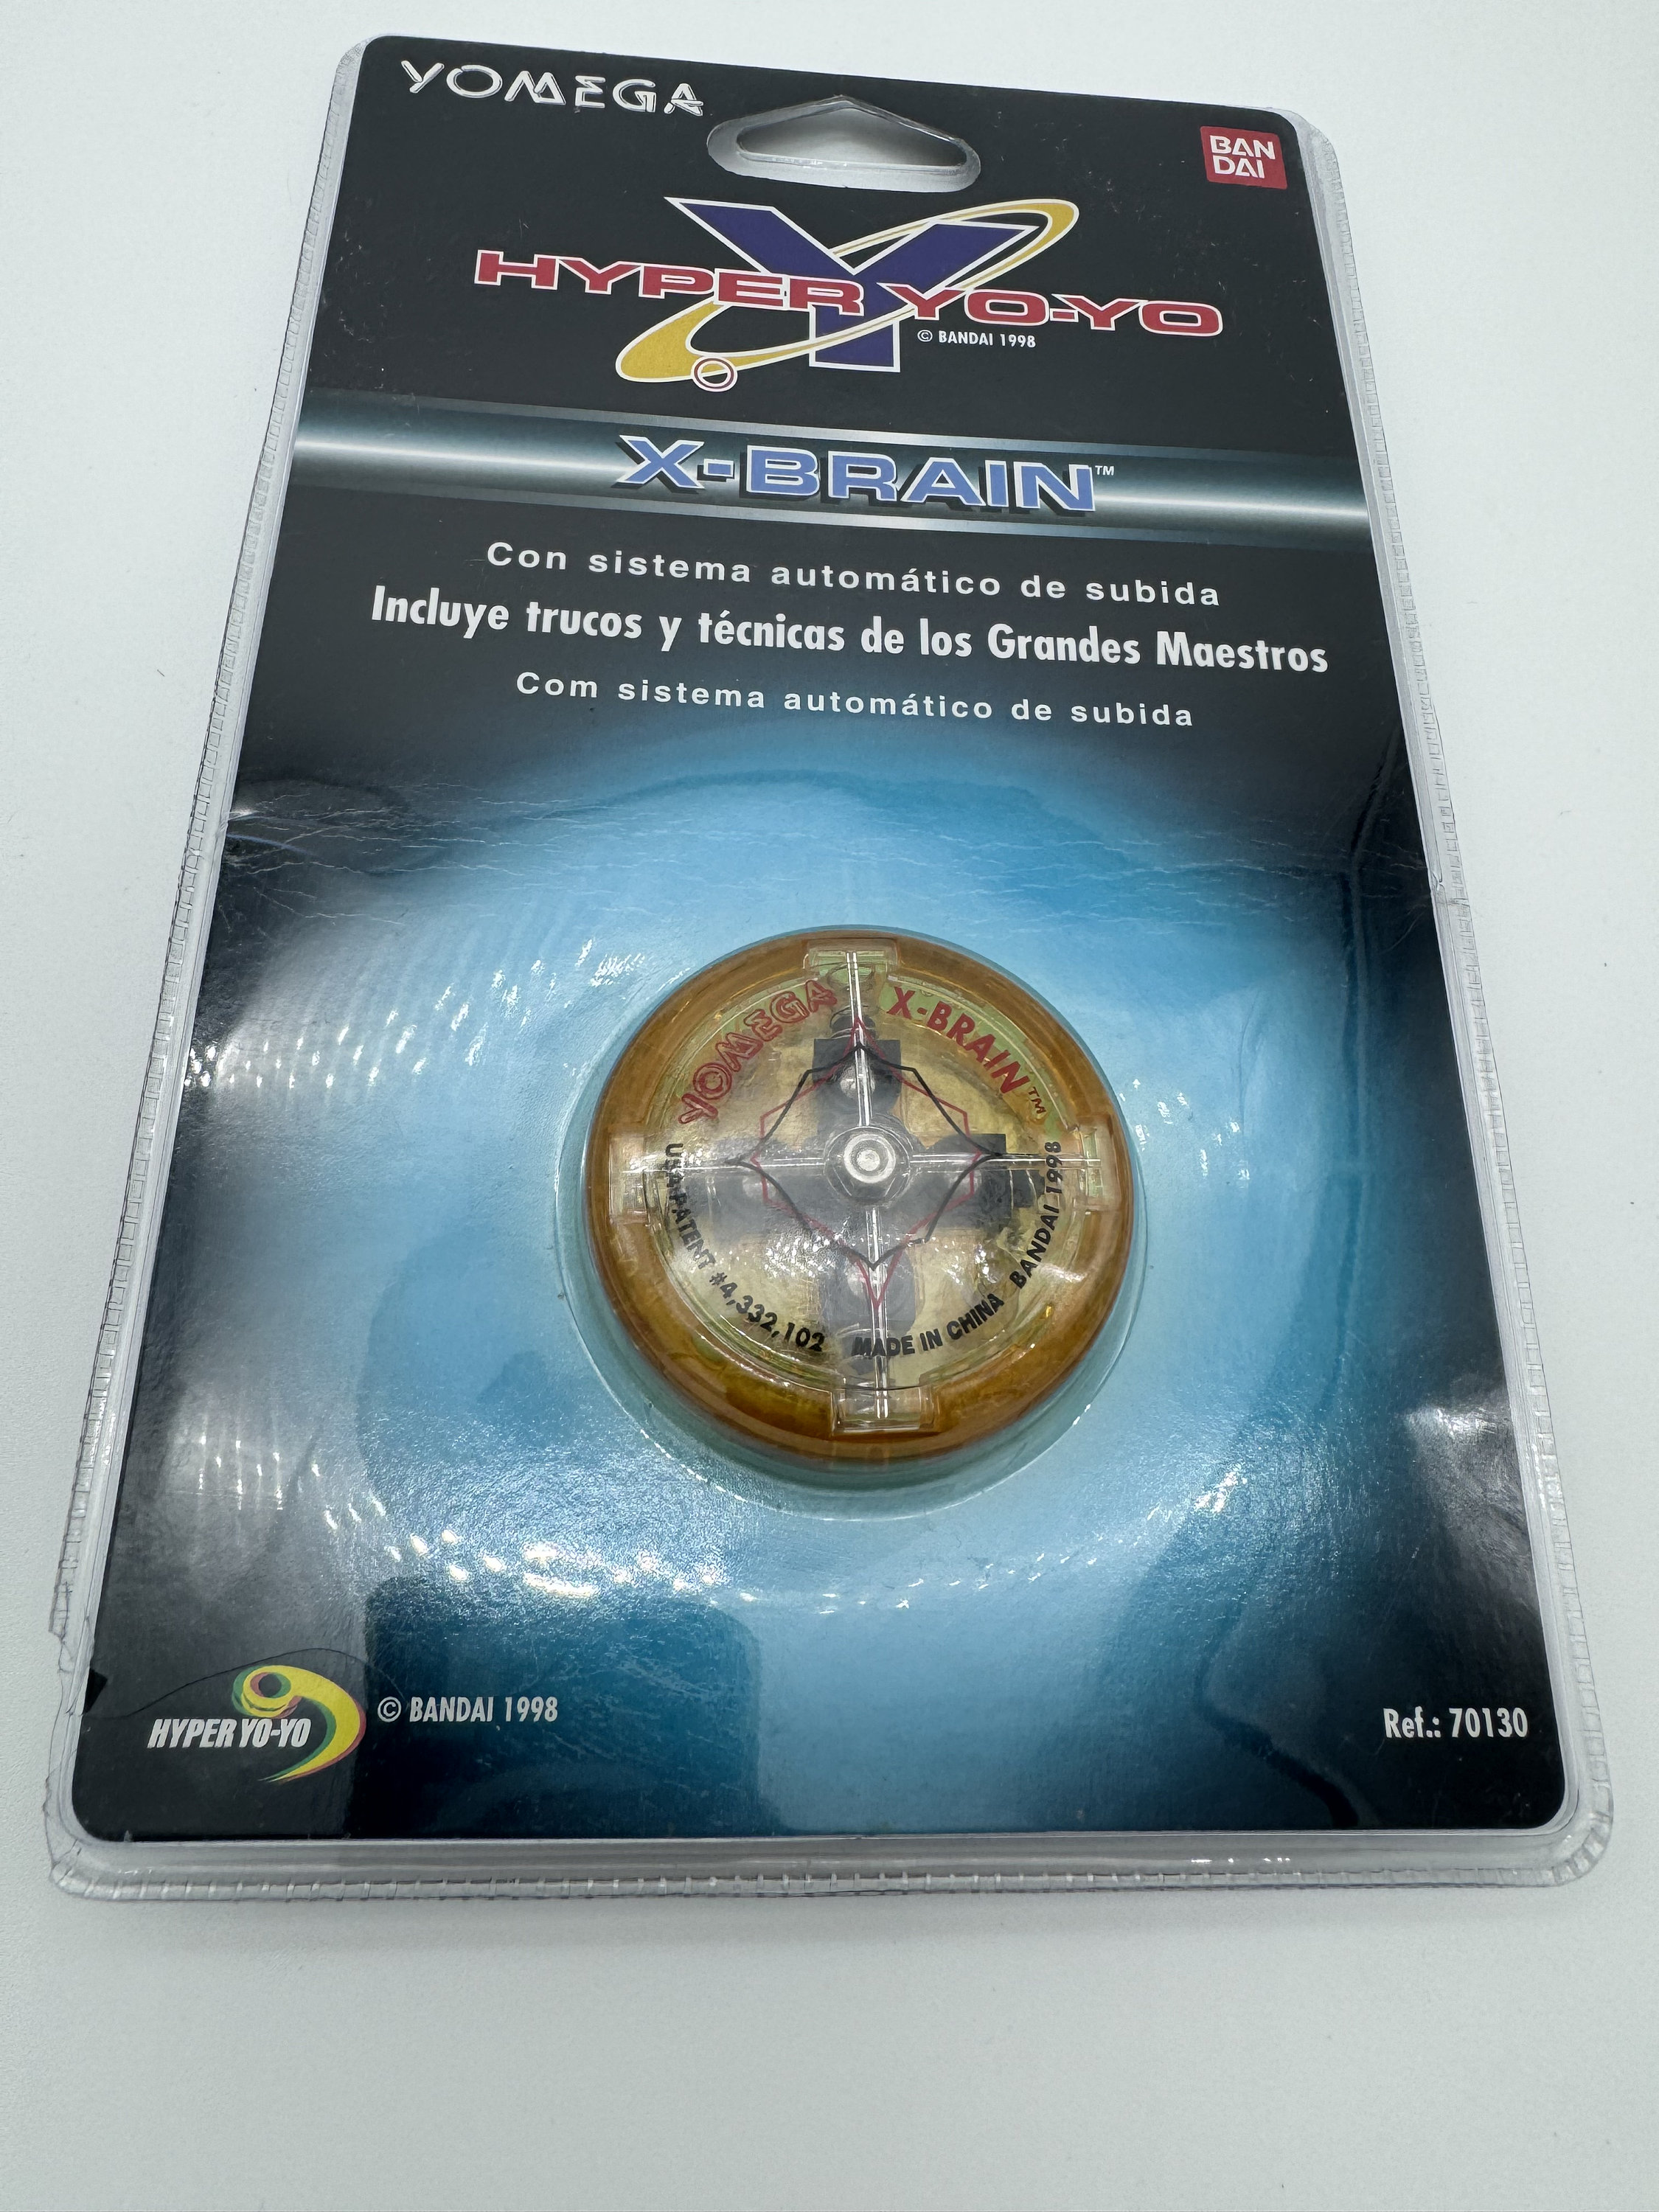 YOMEGA
BAN
DAI
Y
HYPER YO-YO
© BANDAI 1998
X-BRAIN™
Con sistema automático de subida
Incluye trucos y técnicas de los Grandes Maestros
Com sistema automático de subida
YOMEGA X-BRAIN™
USA PATENT #4,332,102 MADE IN CHINA BANDAI 1998
HYPER YO-YO
© BANDAI 1998
Ref.: 70130